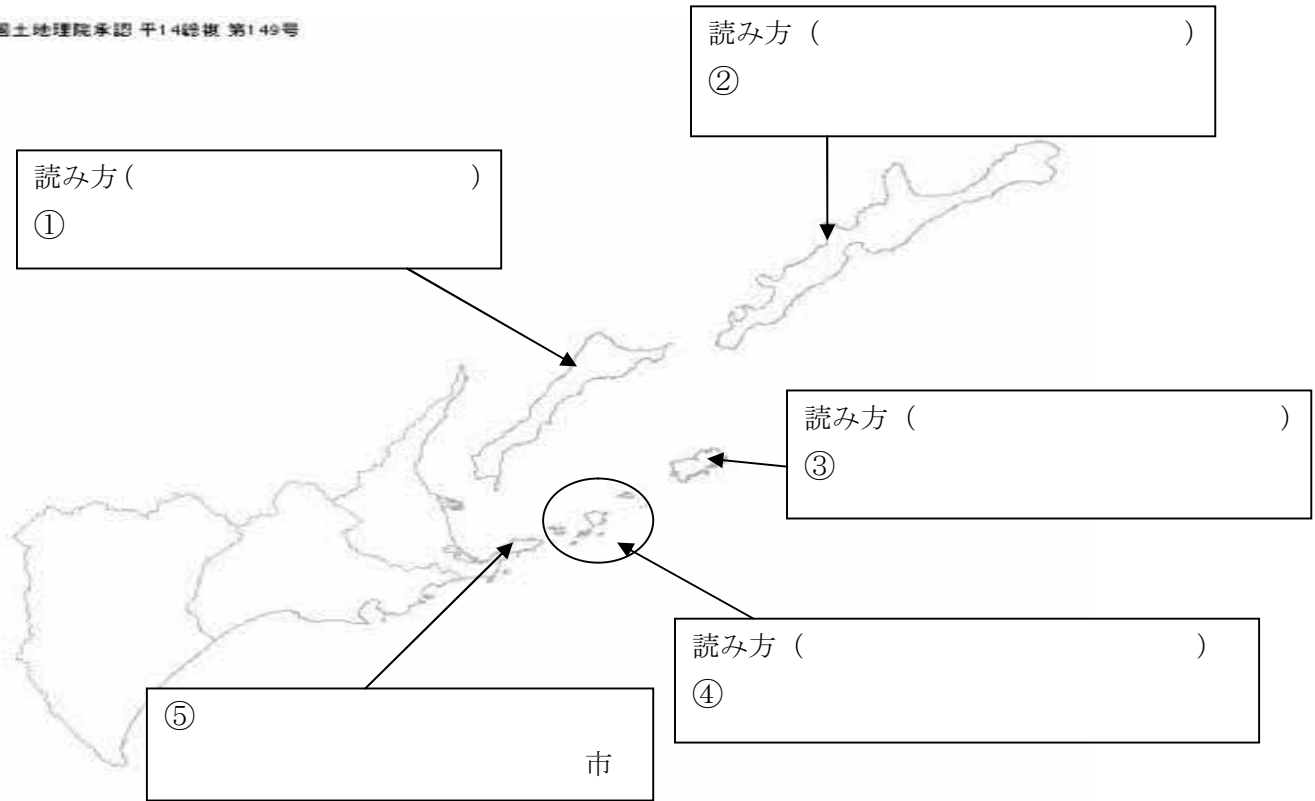 国土地理院承認 平14総複 第149号
読み方（　　　　　　　　　　）
②
読み方（　　　　　　　　　　）
①
読み方（　　　　　　　　　　）
③
読み方（　　　　　　　　　　）
④
⑤
市